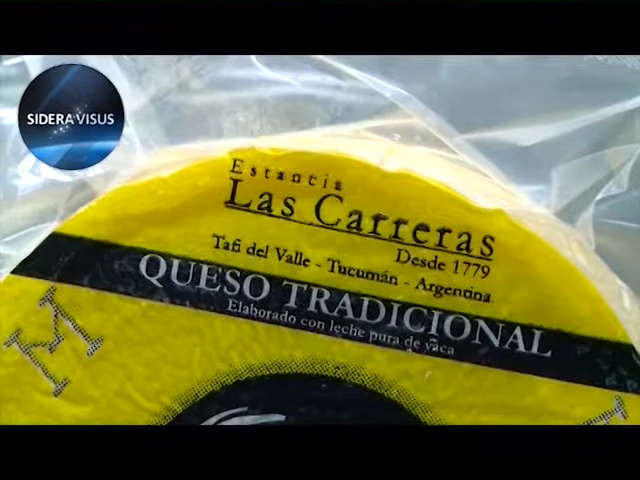 SIDERA VISUS
Estancia
Las Carreras
Desde 1779
Tafi del Valle - Tucumán - Argentina
QUESO TRADICIONAL
Elaborado con leche pura de vaca
M